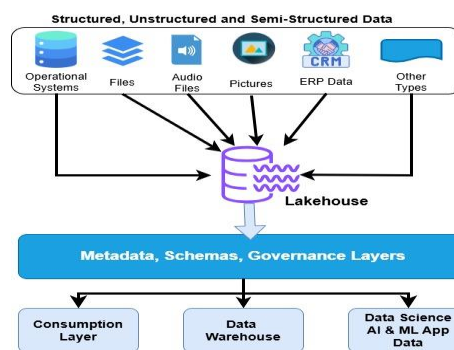 Structured, Unstructured and Semi-Structured Data
CRM
Operational
Systems
Files
Audio
Files
Pictures
ERP Data
Other
Types
Lakehouse
Metadata, Schemas, Governance Layers
Consumption
Layer
Data
Warehouse
Data Science
AI & ML App
Data